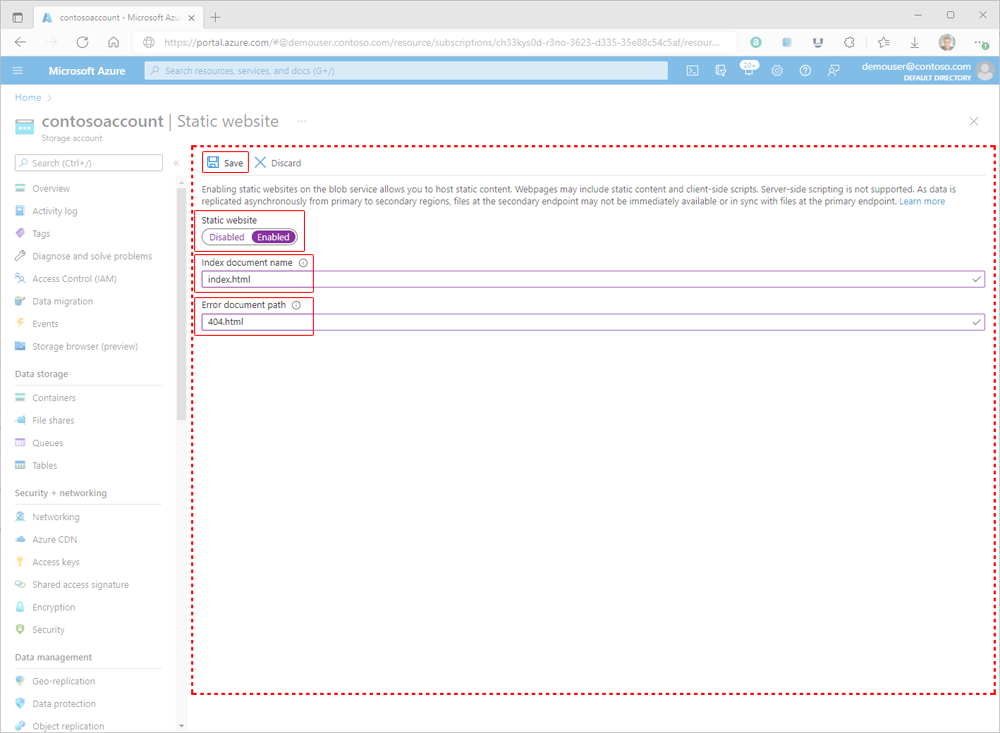 contosoaccount - Microsoft Azu
https://portal.azure.com/#@demouser.contoso.com/resource/subscriptions/ch33kys0d-r3no-3623-d335-35e88c54c5af/resour...
Microsoft Azure
Search resources, services, and docs (G+/)
20+
demouser@contoso.com
DEFAULT DIRECTORY
Home
contosoaccount | Static website
...
Storage account
Search (Ctrl+/)
«
Overview
Activity log
Tags
Diagnose and solve problems
Access Control (IAM)
Data migration
Events
Storage browser (preview)
Data storage
Containers
File shares
Queues
Tables
Security + networking
Networking
Azure CDN
Access keys
Shared access signature
Encryption
Security
Data management
Geo-replication
Data protection
Object replication
Save
Discard
Enabling static websites on the blob service allows you to host static content. Webpages may include static content and client-side scripts. Server-side scripting is not supported. As data is
replicated asynchronously from primary to secondary regions, files at the secondary endpoint may not be immediately available or in sync with files at the primary endpoint. Learn more
Static website
Disabled Enabled
Index document name
index.html
Error document path
404.html